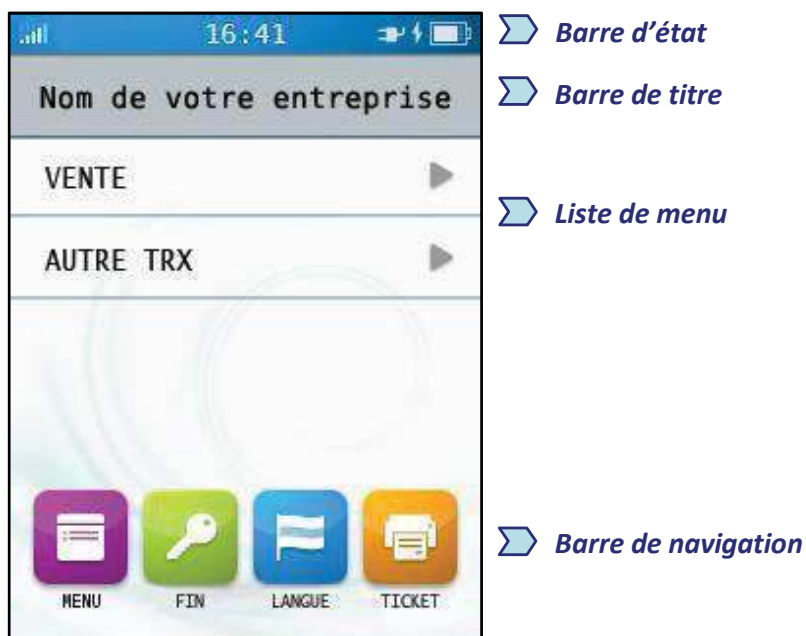 16:41
Barre d’état
Nom de votre entreprise
Barre de titre
VENTE
Liste de menu
AUTRE TRX
Barre de navigation
MENU FIN LANGUE TICKET